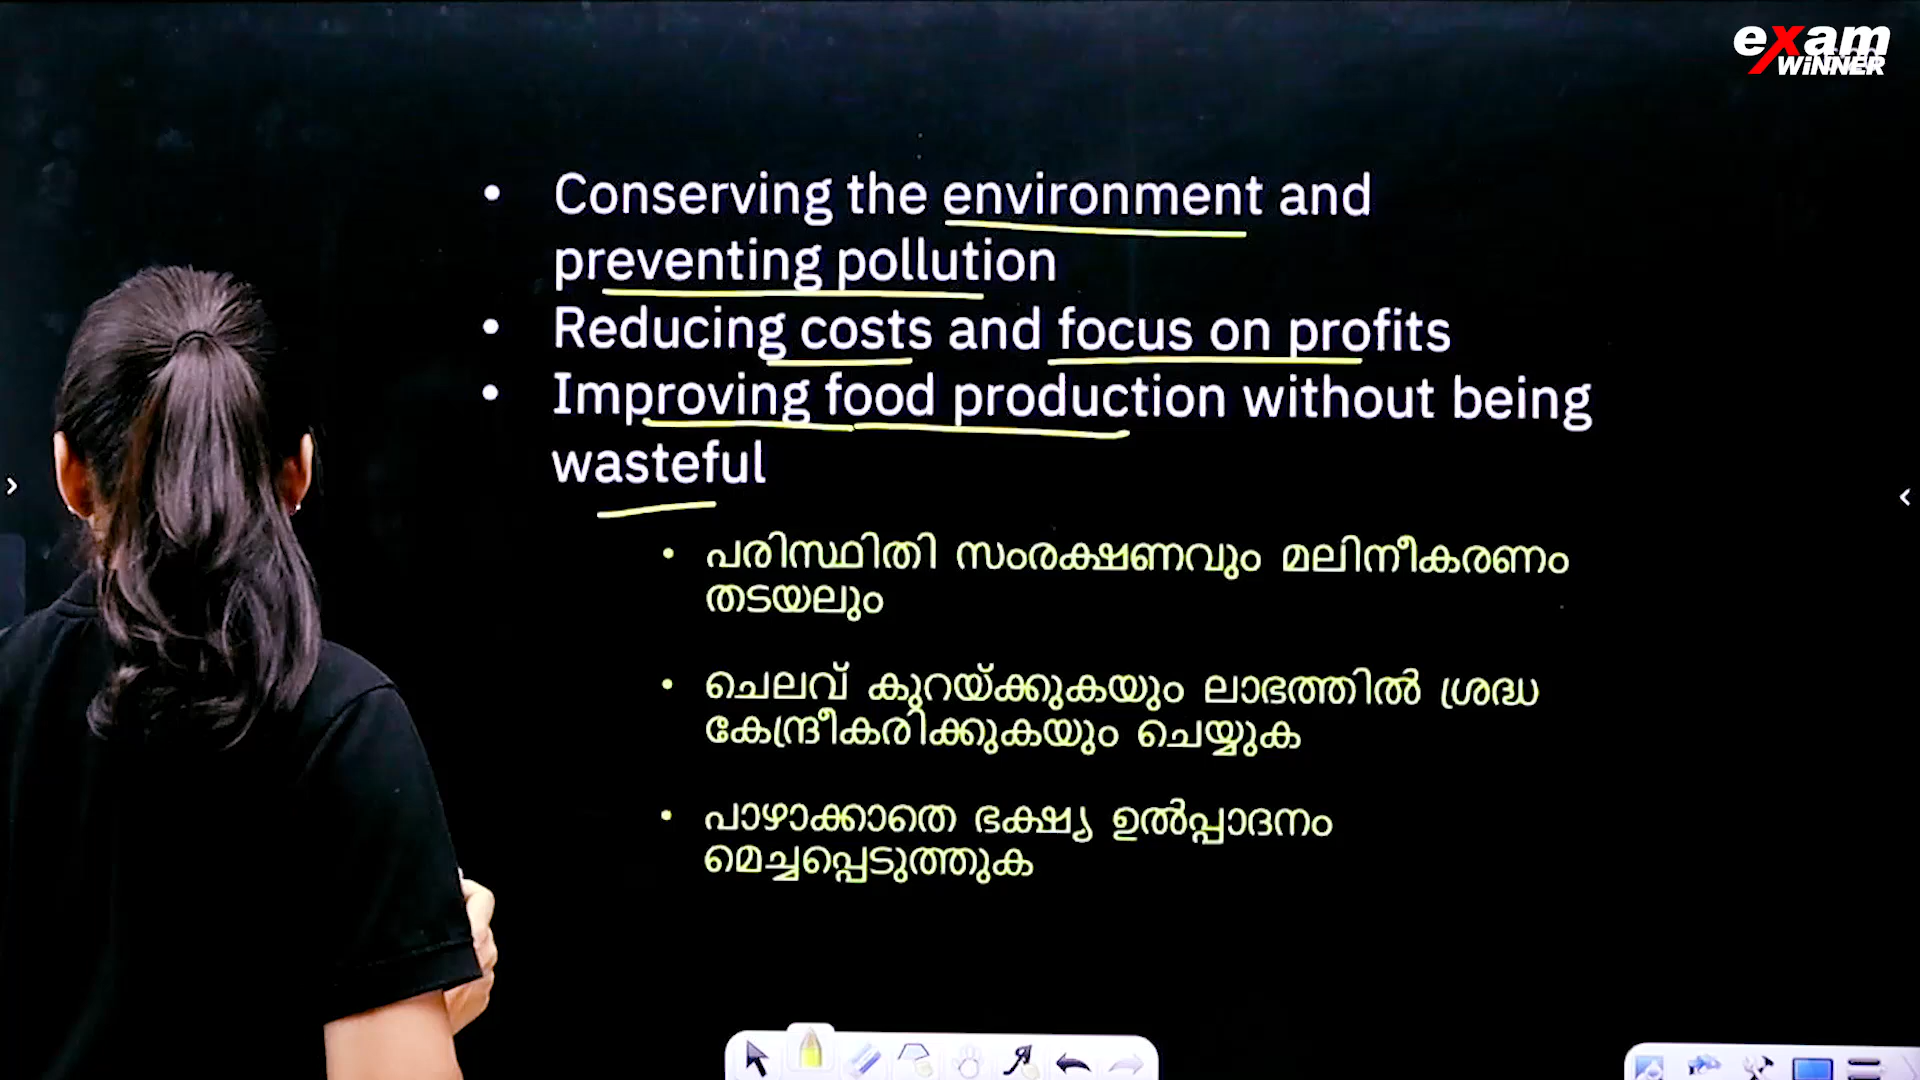 exam
WiNNER
• Conserving the environment and
preventing pollution
• Reducing costs and focus on profits
• Improving food production without being
wasteful
• പരിസ്ഥിതി സംരക്ഷണവും മലിനീകരണം
തടയലും
• ചെലവ് കുറയ്ക്കുകയും ലാഭത്തിൽ ശ്രദ്ധ
കേന്ദ്രീകരിക്കുകയും ചെയ്യുക
• പാഴാക്കാതെ ഭക്ഷ്യ ഉൽപ്പാദനം
മെച്ചപ്പെടുത്തുക